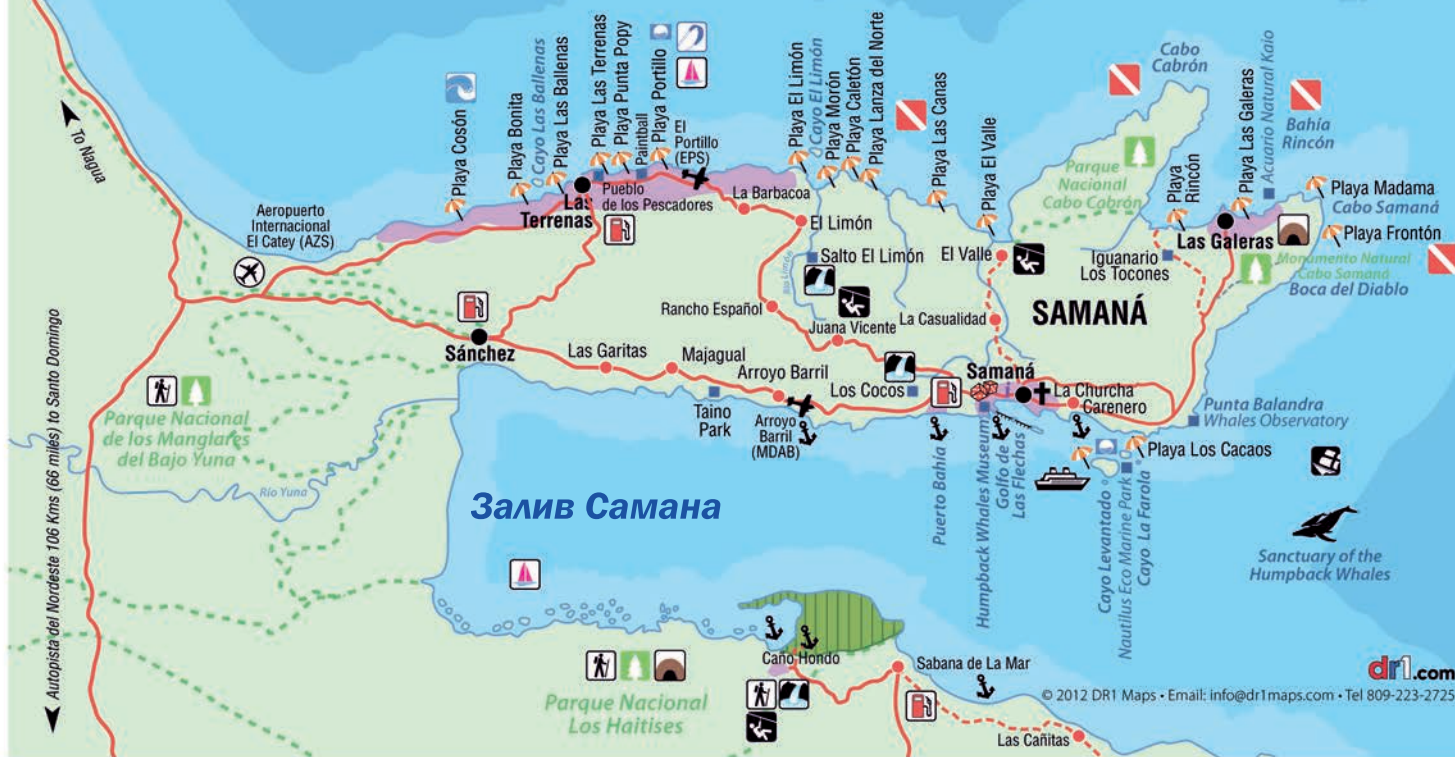 To Nagua
Aeropuerto
Internacional
El Catey (AZS)
Playa Cosón
Playa Bonita
Cayo Las Ballenas
Playa Las Ballenas
Playa Las Terrenas
Playa Punta Popy
Paintball
Playa Portillo
El
Portillo
(EPS)
Las
Terrenas
Pueblo
de los Pescadores
La Barbacoa
Playa El Limón
Cayo El Limón
Playa Morón
Playa Caletón
Playa Lanza del Norte
Playa Las Canas
Playa El Valle
Cabo
Cabrón
Parque
Nacional
Cabo Cabrón
Playa
Rincón
Playa Las Galeras
Acuario Natural Kaio
Bahía
Rincón
Playa Madama
Cabo Samaná
Playa Frontón
Las Galeras
Monumento Natural
Cabo Samaná
Boca del Diablo
Iguanario
Los Tocones
El Limón
Salto El Limón
Río Limón
El Valle
SAMANÁ
Rancho Español
Juana Vicente
La Casualidad
Sánchez
Las Garitas
Majagual
Arroyo Barril
Los Cocos
Samaná
i
La Churcha
Carenero
Taino
Park
Arroyo
Barril
(MDAB)
Puerto Bahía
Humpback Whales Museum
Golfo de
Las Flechas
Playa Los Cacaos
Punta Balandra
Whales Observatory
Cayo Levantado
Nautilus Eco Marine Park
Cayo La Farola
Sanctuary of the
Humpback Whales
Parque Nacional
de los Manglares
del Bajo Yuna
Río Yuna
Autopista del Nordeste 106 Kms (66 miles) to Santo Domingo
Залив Самана
Parque Nacional
Los Haitises
Caño Hondo
Sabana de La Mar
Las Cañitas
dr1.com
© 2012 DR1 Maps • Email: info@dr1maps.com • Tel 809-223-2725